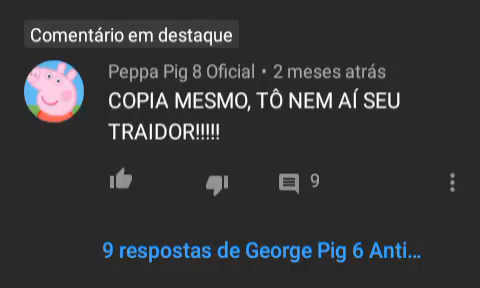 Comentário em destaque
Peppa Pig 8 Oficial • 2 meses atrás
COPIA MESMO, TÔ NEM AÍ SEU
TRAIDOR!!!!!
9
9 respostas de George Pig 6 Anti...